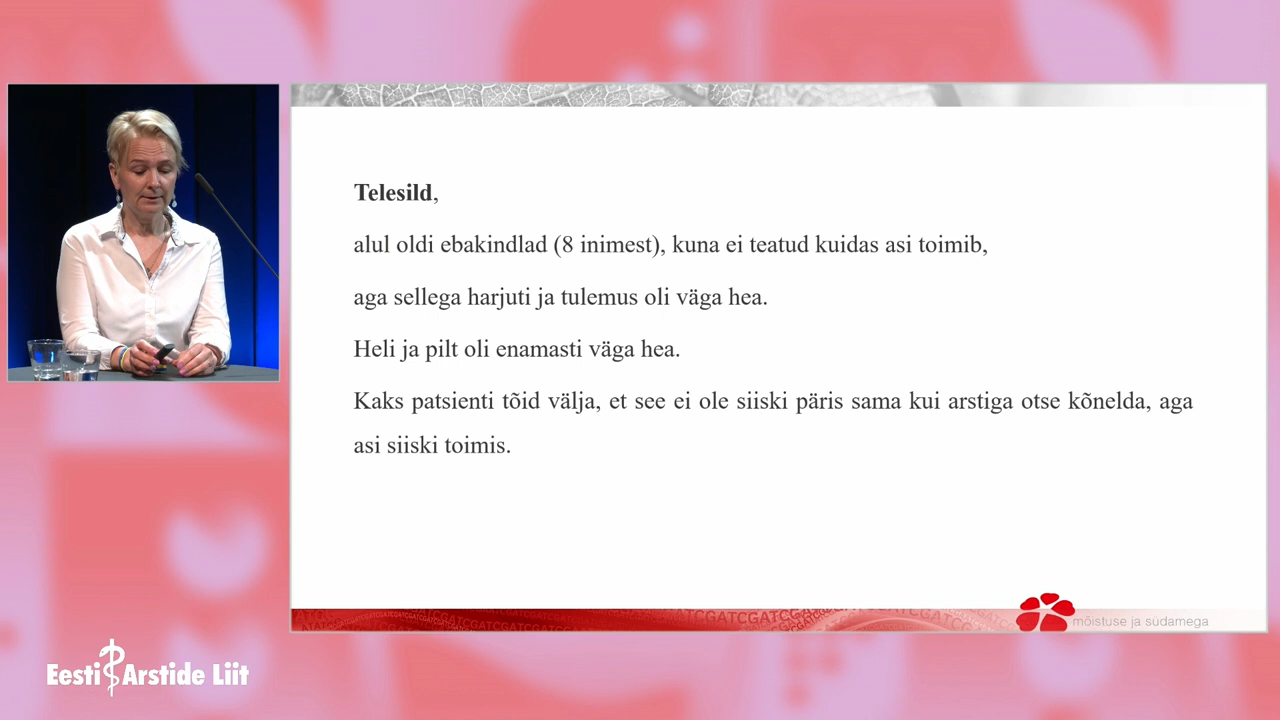 Telesild,
alul oldi ebakindlad (8 inimest), kuna ei teatud kuidas asi toimib,
aga sellega harjuti ja tulemus oli väga hea.
Heli ja pilt oli enamasti väga hea.
Kaks patsienti tõid välja, et see ei ole siiski päris sama kui arstiga otse kõnelda, aga
asi siiski toimis.
mõistuse ja südamega
Eesti Arstide Liit